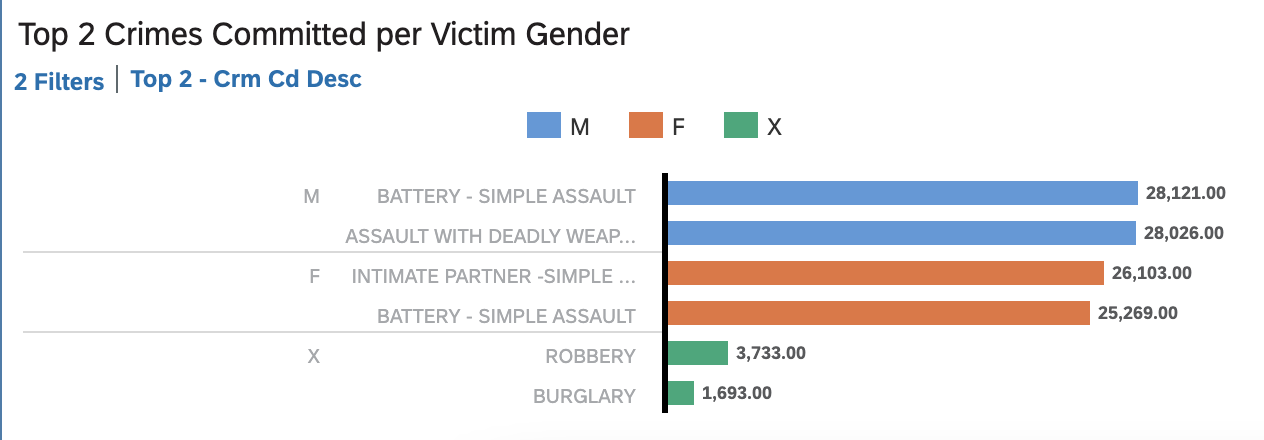 Top 2 Crimes Committed per Victim Gender
2 Filters | Top 2 - Crm Cd Desc
M F X
M BATTERY - SIMPLE ASSAULT 28,121.00
ASSAULT WITH DEADLY WEAP... 28,026.00
F INTIMATE PARTNER -SIMPLE ... 26,103.00
BATTERY - SIMPLE ASSAULT 25,269.00
X ROBBERY 3,733.00
BURGLARY 1,693.00